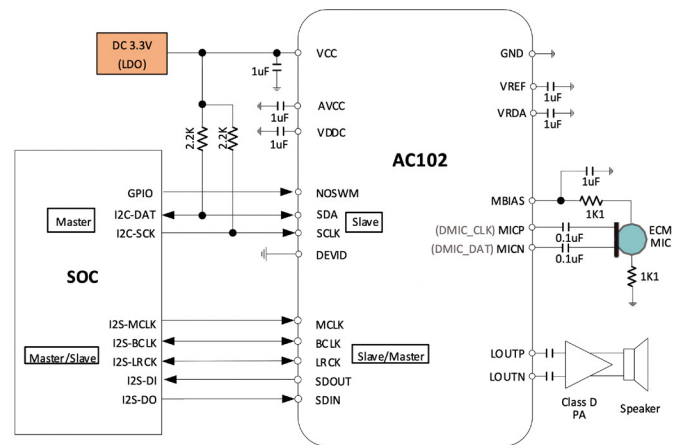 DC 3.3V
(LDO)
1uF
VCC
GND
VREF
1uF
VRDA
1uF
AVCC
1uF
VDDC
1uF
2.2K
2.2K
AC102
SOC
GPIO
NOSWM
Master
I2C-DAT
SDA
Slave
I2C-SCK
SCLK
DEVID
MBIAS
1uF
1K1
(DMIC_CLK) MICP
0.1uF
(DMIC_DAT) MICN
0.1uF
ECM
MIC
1K1
I2S-MCLK
MCLK
I2S-BCLK
BCLK
Master/Slave
I2S-LRCK
LRCK
Slave/Master
I2S-DI
SDOUT
I2S-DO
SDIN
LOUTP
LOUTN
Class D
PA
Speaker